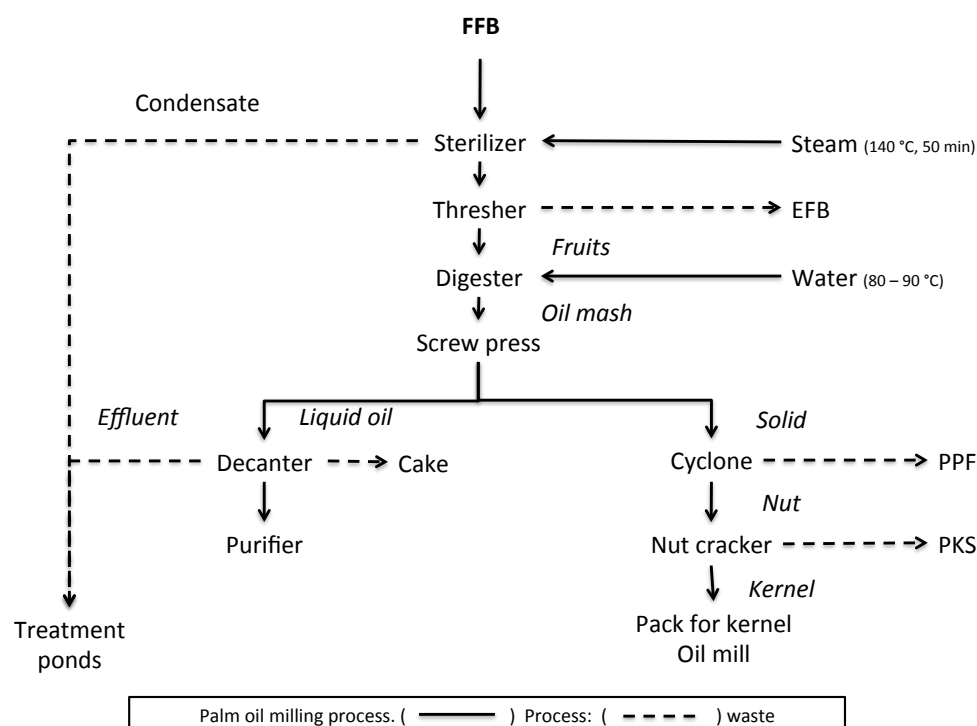 FFB
Condensate
Sterilizer
Steam (140 °C, 50 min)
Thresher
EFB
Fruits
Digester
Water (80 – 90 °C)
Oil mash
Screw press
Effluent
Liquid oil
Solid
Decanter
Cake
Cyclone
PPF
Nut
Purifier
Nut cracker
PKS
Kernel
Treatment
ponds
Pack for kernel
Oil mill
Palm oil milling process. ( ) Process: ( ) waste